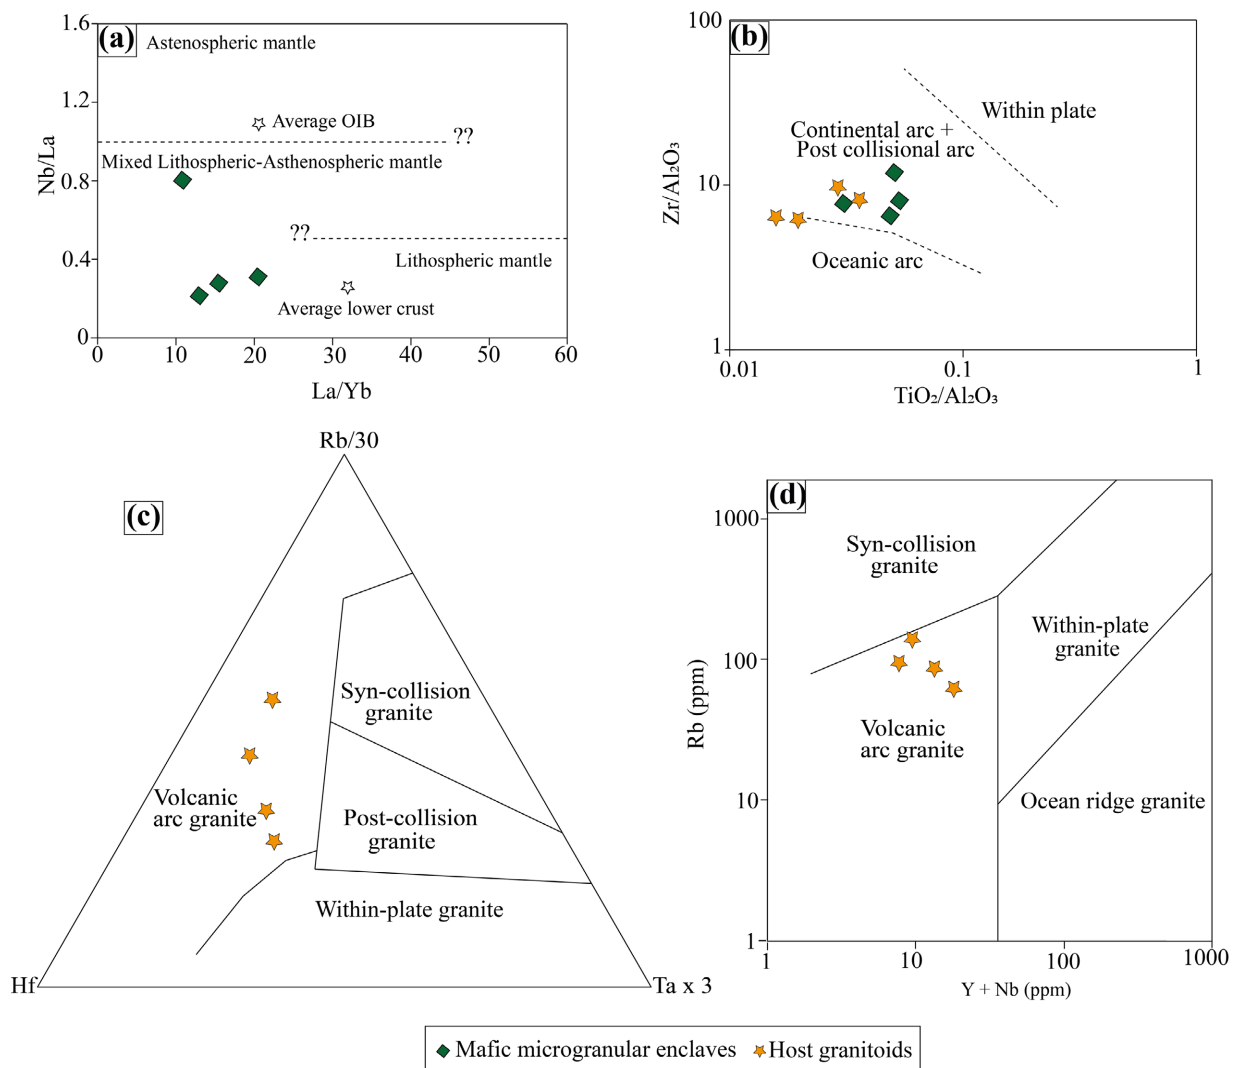 (a)
1.6
1.2
0.8
0.4
0
Nb/La
Astenospheric mantle
Average OIB
??
Mixed Lithospheric-Asthenospheric mantle
??
Lithospheric mantle
Average lower crust
0
10
20
30
40
50
60
La/Yb
(b)
100
10
1
Zr/Al₂O₃
Within plate
Continental arc +
Post collisional arc
Oceanic arc
0.01
0.1
1
TiO₂/Al₂O₃
(c)
Rb/30
Syn-collision
granite
Volcanic
arc granite
Post-collision
granite
Within-plate granite
Hf
Ta x 3
(d)
1000
100
10
1
Rb (ppm)
Syn-collision
granite
Within-plate
granite
Volcanic
arc granite
Ocean ridge granite
1
10
100
1000
Y + Nb (ppm)
Mafic microgranular enclaves
Host granitoids